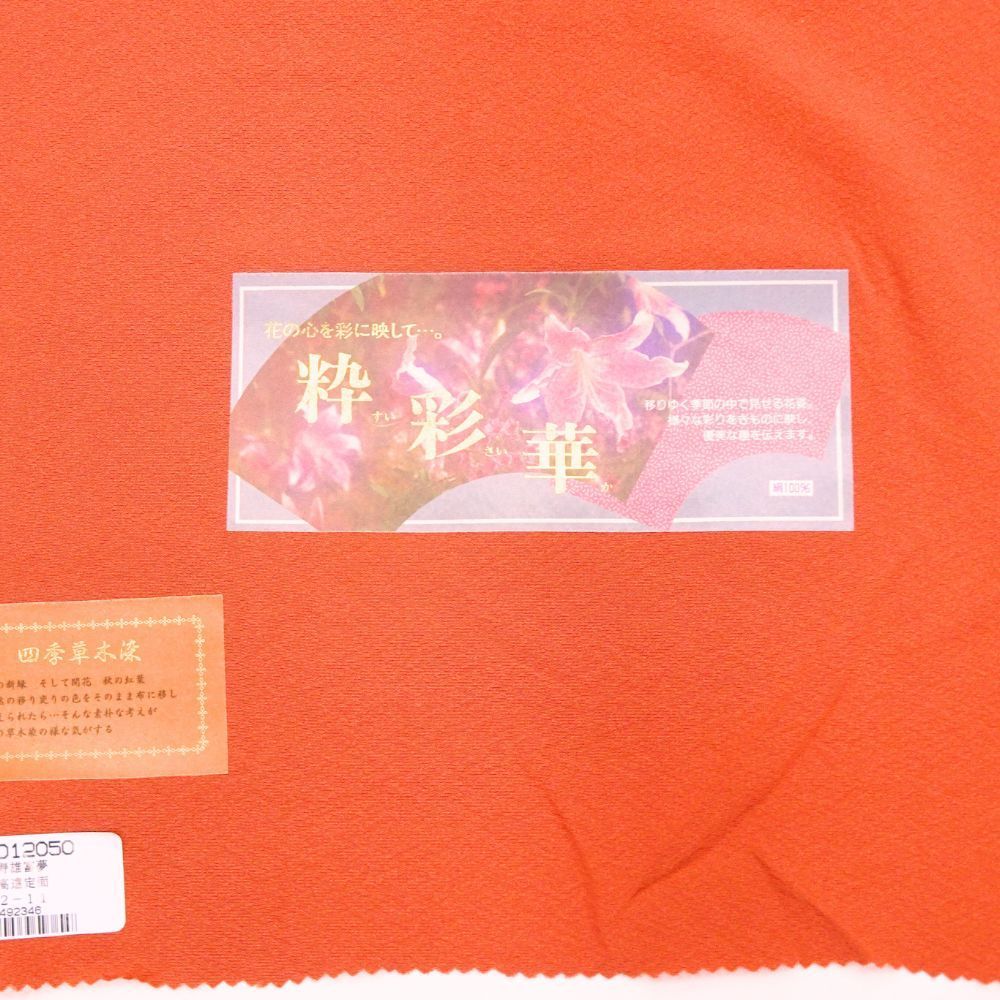 花の心を彩に映して…。
粋彩華
すい
さい
か
移りゆく季節の中で見せる花姿。
様々な彩りをきものに映し、
優美な趣を伝えます。
絹100%
四季草木染
の新緑 そして開花 秋の紅葉
の移り変りの色をそのまま布に移し
えられたら…そんな素朴な考えが
の草木染の様な気がする
012050
2-11
492346